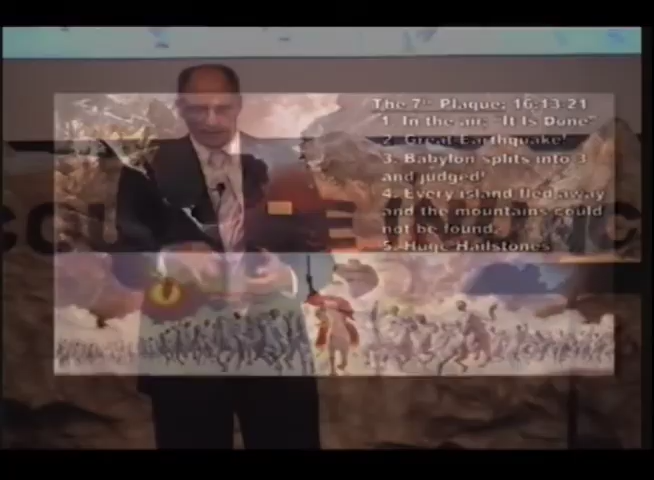 The 7th Plague: 16:13-21
1. In the air: "It Is Done"
2. Great Earthquake!
3. Babylon splits into 3
and judged!
4. Every island fled away
and the mountains could
not be found.
5. Huge Hailstones